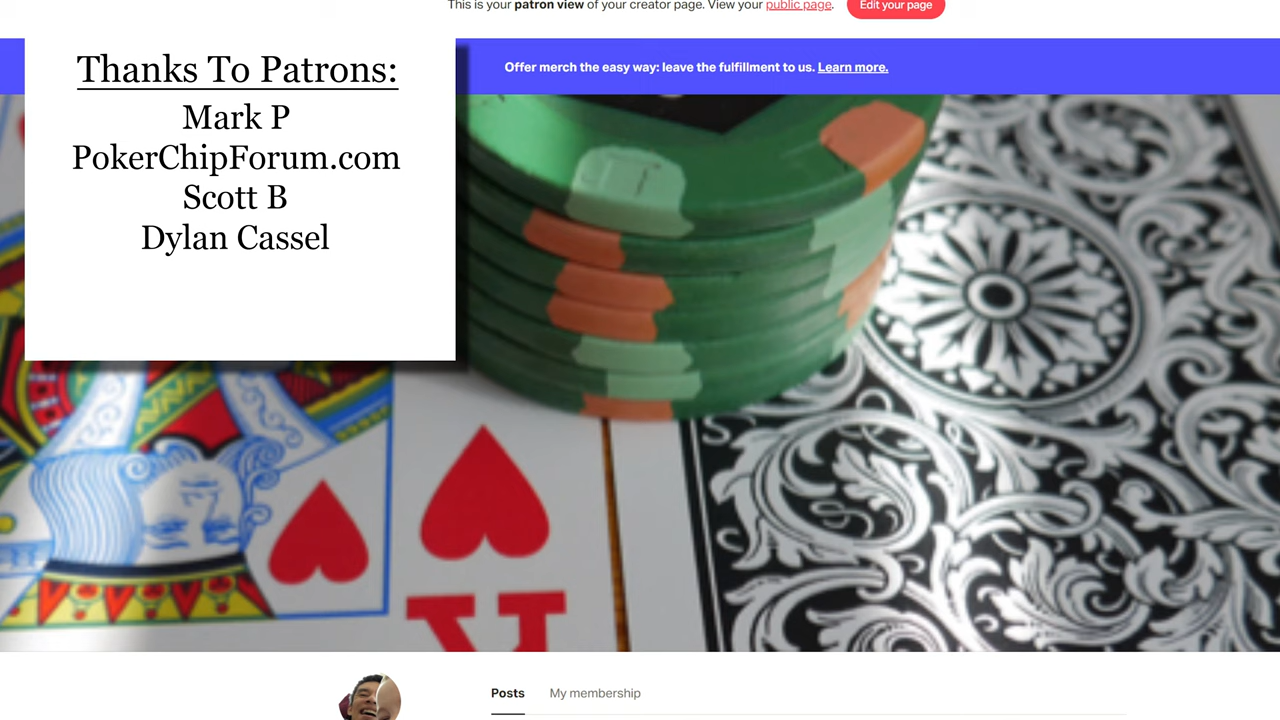 This is your patron view of your creator page. View your public page.
Edit your page
Offer merch the easy way: leave the fulfillment to us. Learn more.
Thanks To Patrons:
Mark P
PokerChipForum.com
Scott B
Dylan Cassel
K
Posts
My membership